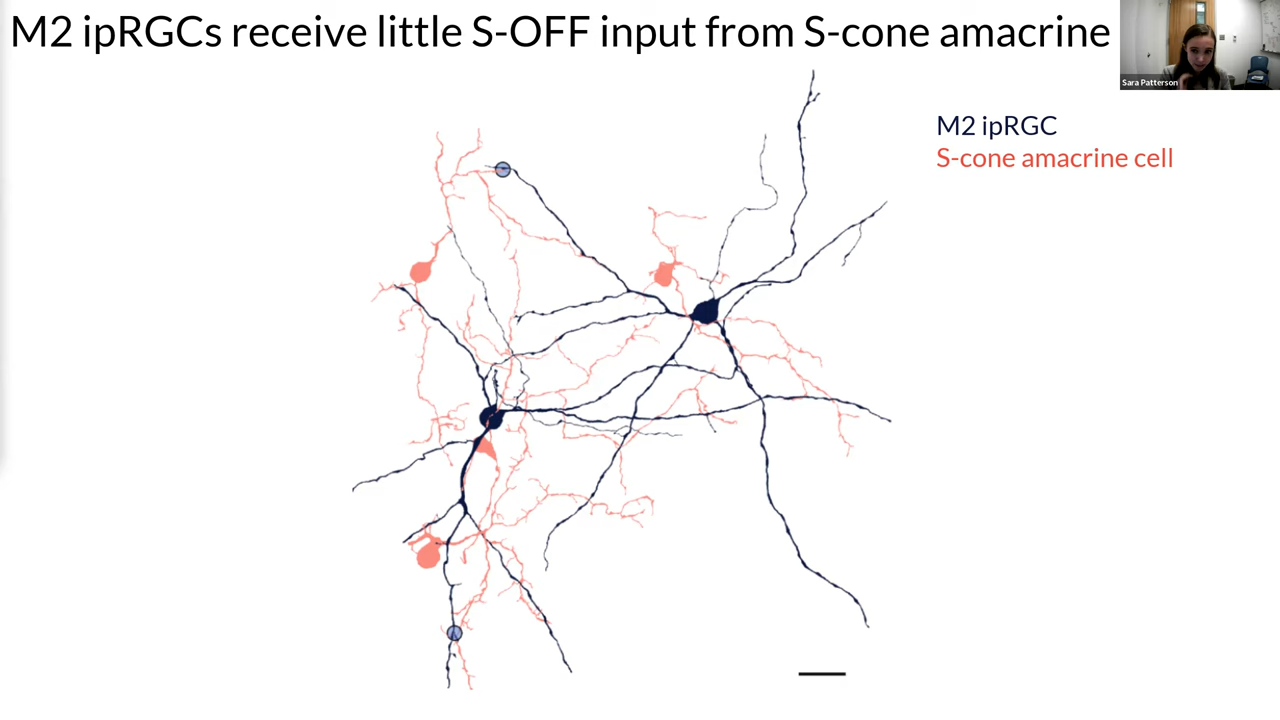 M2 ipRGCs receive little S-OFF input from S-cone amacrine
Sara Patterson
M2 ipRGC
S-cone amacrine cell